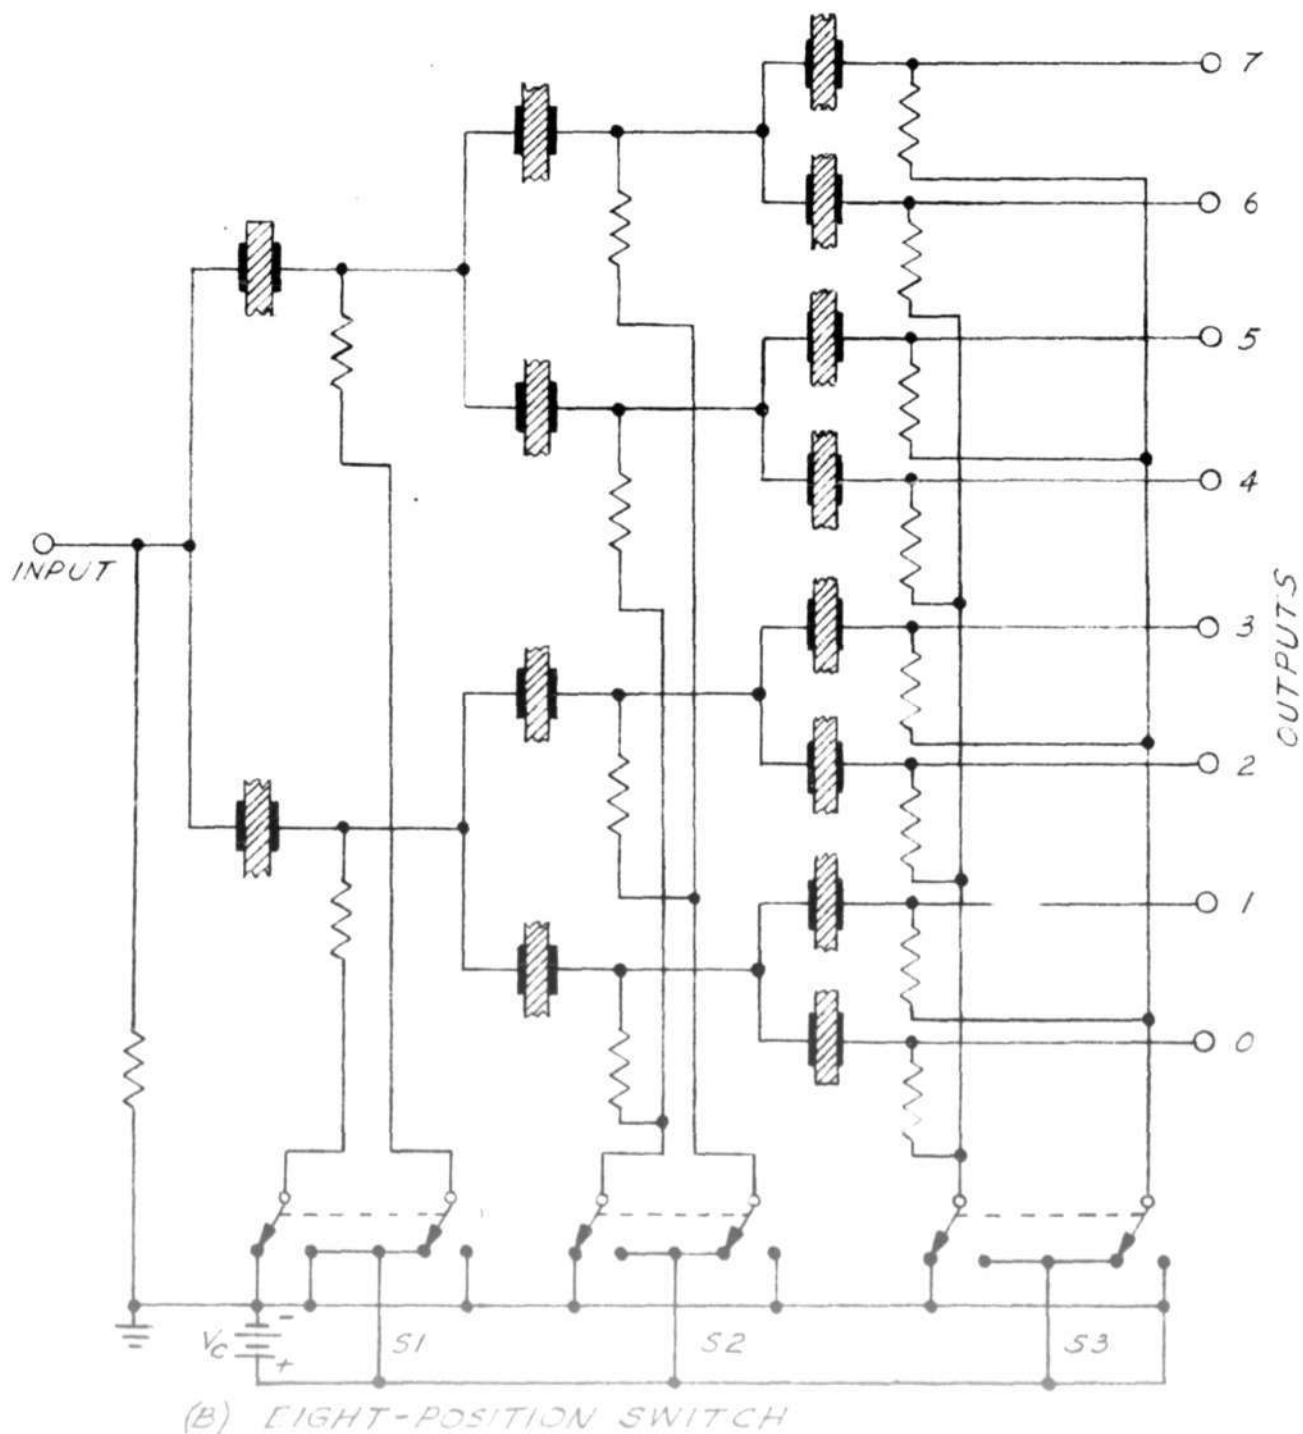 7
6
5
4
INPUT
3
OUTPUTS
2
1
0
-
Vc
+
S1
S2
S3
(B) EIGHT-POSITION SWITCH